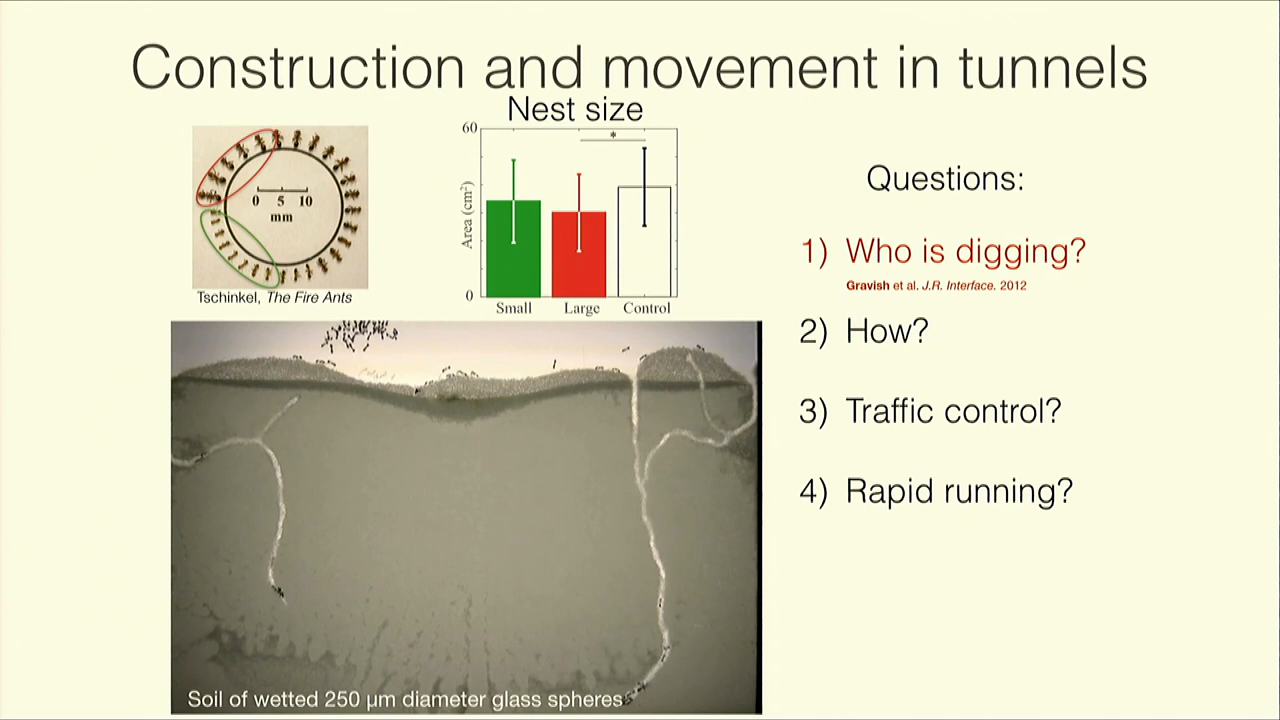 Construction and movement in tunnels
Nest size
60
0
Area (cm²)
*
Small Large Control
0 5 10
mm
Tschinkel, The Fire Ants
Soil of wetted 250 µm diameter glass spheres
Questions:
1) Who is digging?
Gravish et al. J.R. Interface. 2012
2) How?
3) Traffic control?
4) Rapid running?